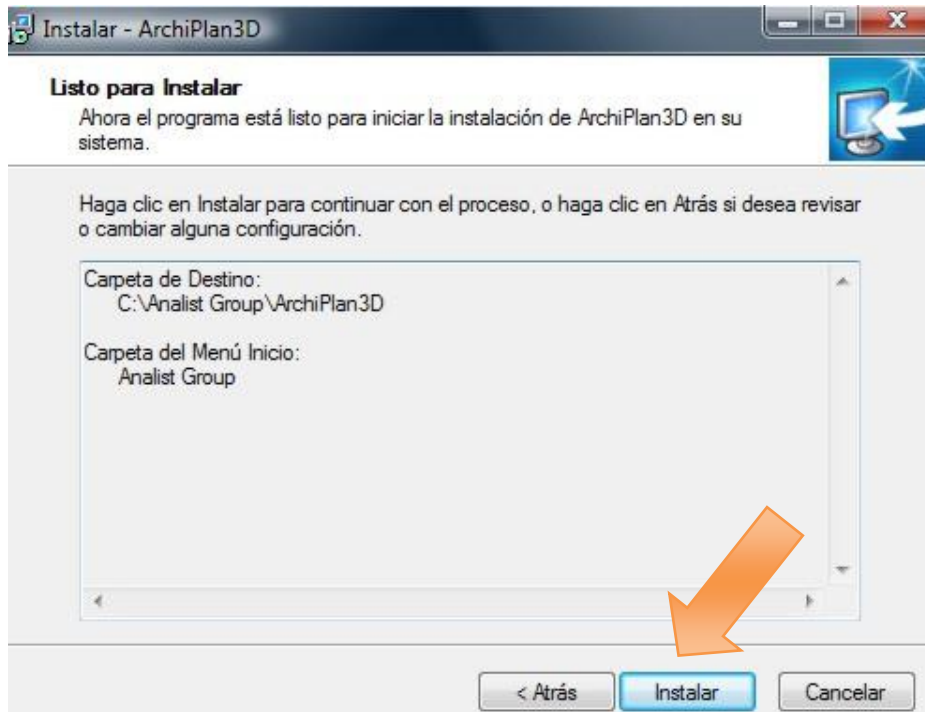 Instalar - ArchiPlan3D
Listo para Instalar
Ahora el programa está listo para iniciar la instalación de ArchiPlan3D en su
sistema.
Haga clic en Instalar para continuar con el proceso, o haga clic en Atrás si desea revisar
o cambiar alguna configuración.
Carpeta de Destino:
C:\Analist Group\ArchiPlan3D
Carpeta del Menú Inicio:
Analist Group
< Atrás
Instalar
Cancelar